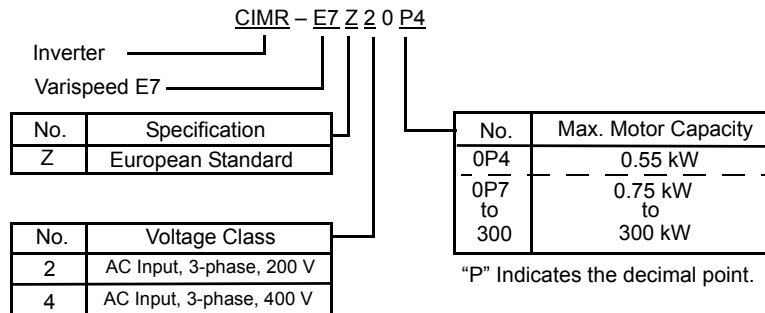 CIMR – E7 Z 2 0 P4
Inverter
Varispeed E7
No. Specification
Z European Standard
No. Voltage Class
2 AC Input, 3-phase, 200 V
4 AC Input, 3-phase, 400 V
No. Max. Motor Capacity
0P4 0.55 kW
0P7 0.75 kW
to to
300 300 kW
“P” Indicates the decimal point.